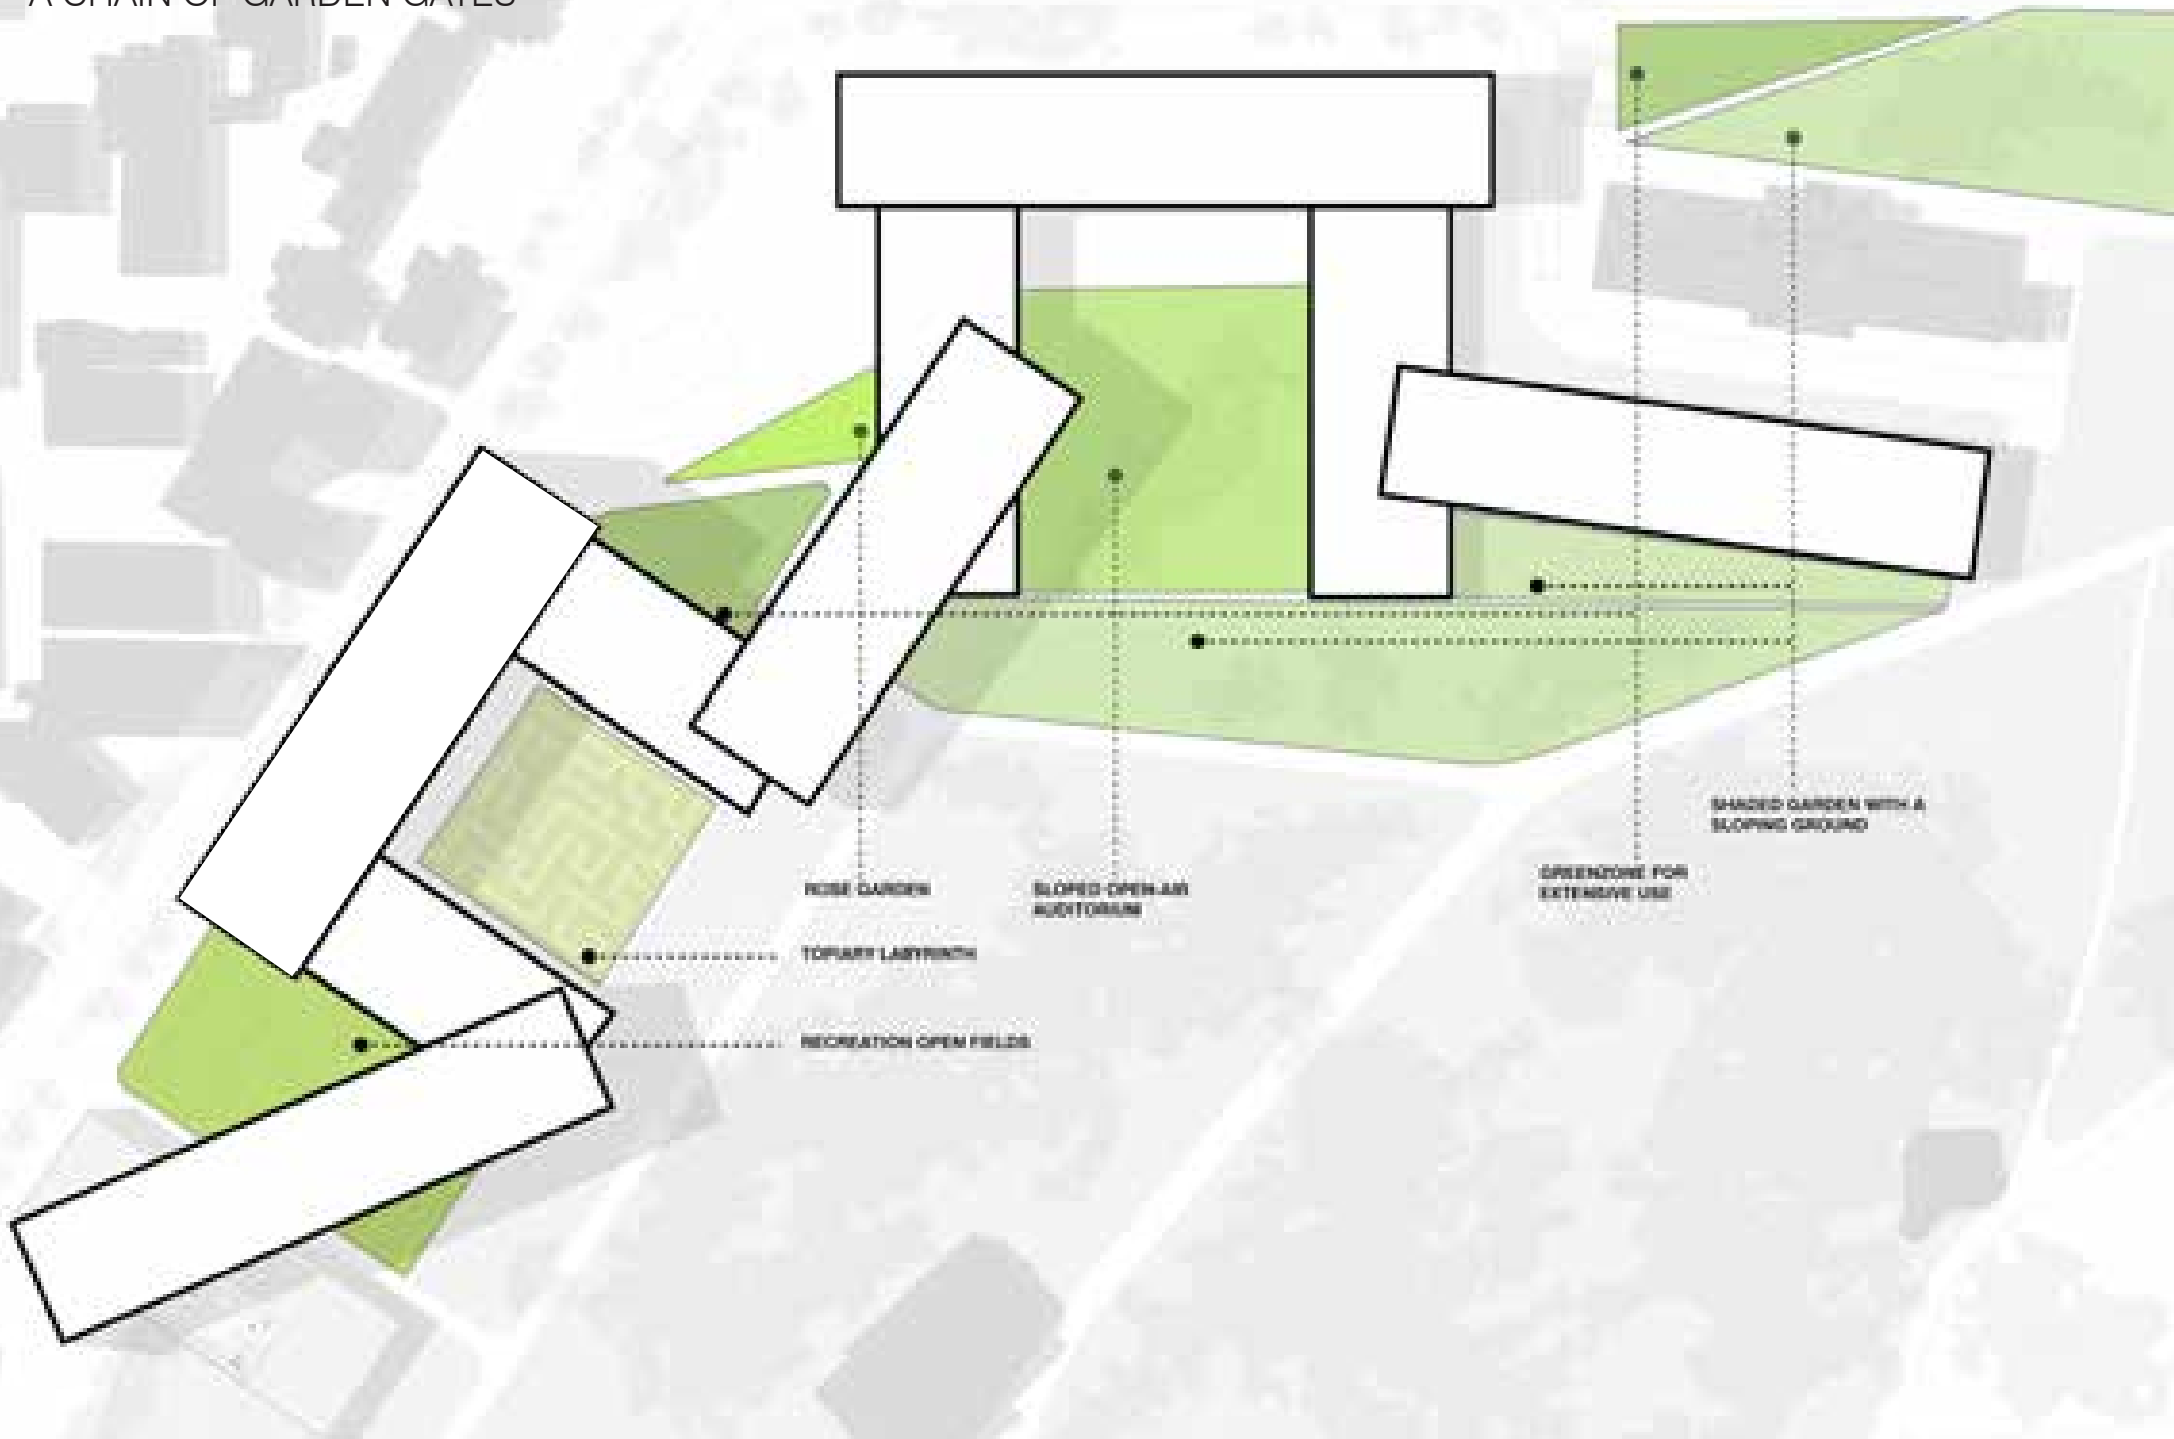 A CHAIN OF GARDEN GATES
SHADED GARDEN WITH A
SLOPING GROUND
GREENZONE FOR
EXTENSIVE USE
ROSE GARDEN
SLOPED OPEN-AIR
AUDITORIUM
TOPIARY LABYRINTH
RECREATION OPEN FIELDS